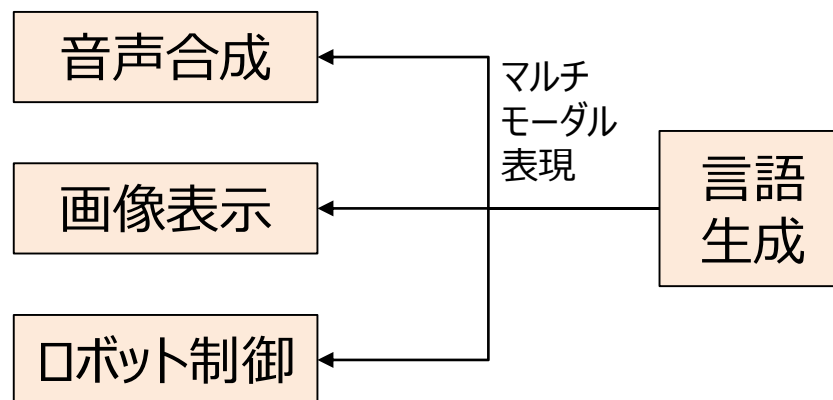 音声合成
マルチ
モーダル
表現
画像表示
言語
生成
ロボット制御